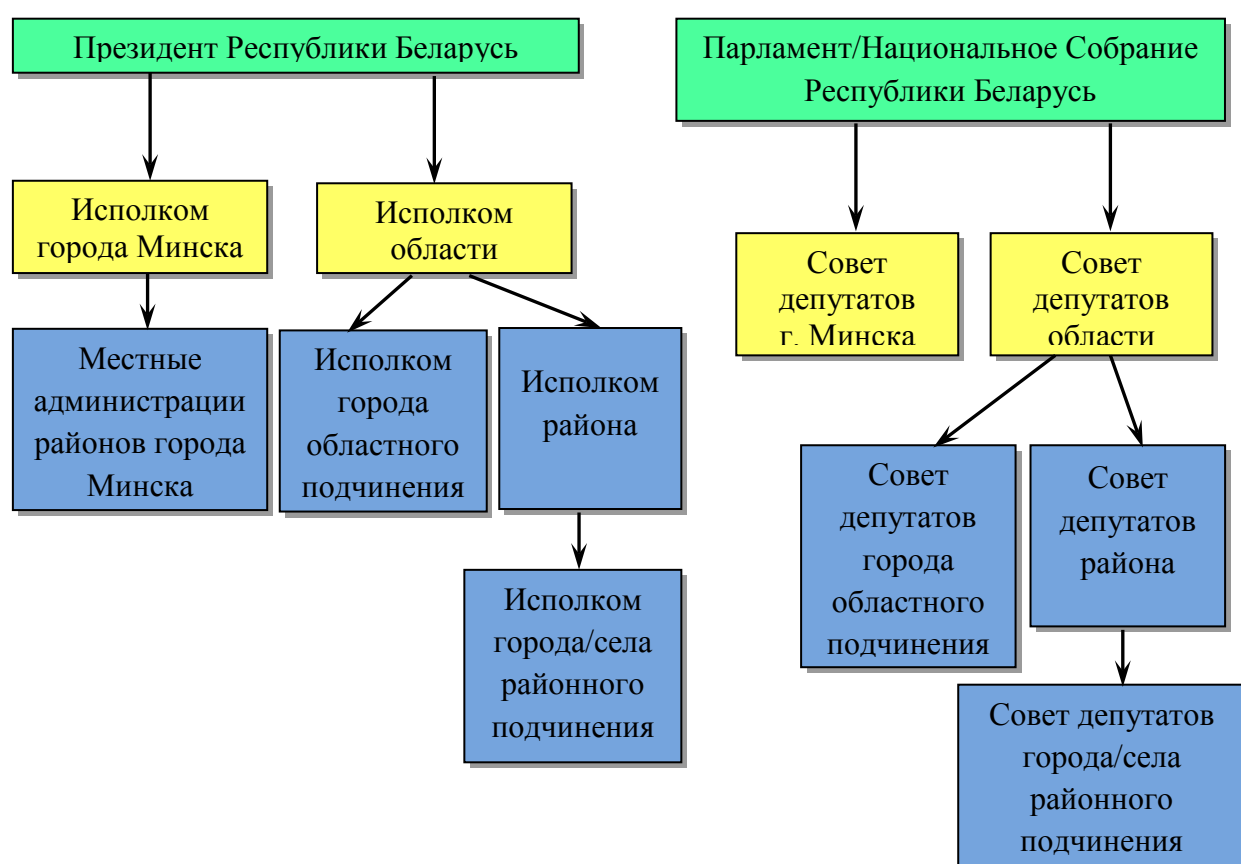 Президент Республики Беларусь
Парламент/Национальное Собрание
Республики Беларусь
Исполком
города Минска
Исполком
области
Совет
депутатов
г. Минска
Совет
депутатов
области
Местные
администрации
районов города
Минска
Исполком
города
областного
подчинения
Исполком
района
Совет
депутатов
города
областного
подчинения
Совет
депутатов
района
Исполком
города/села
районного
подчинения
Совет депутатов
города/села
районного
подчинения